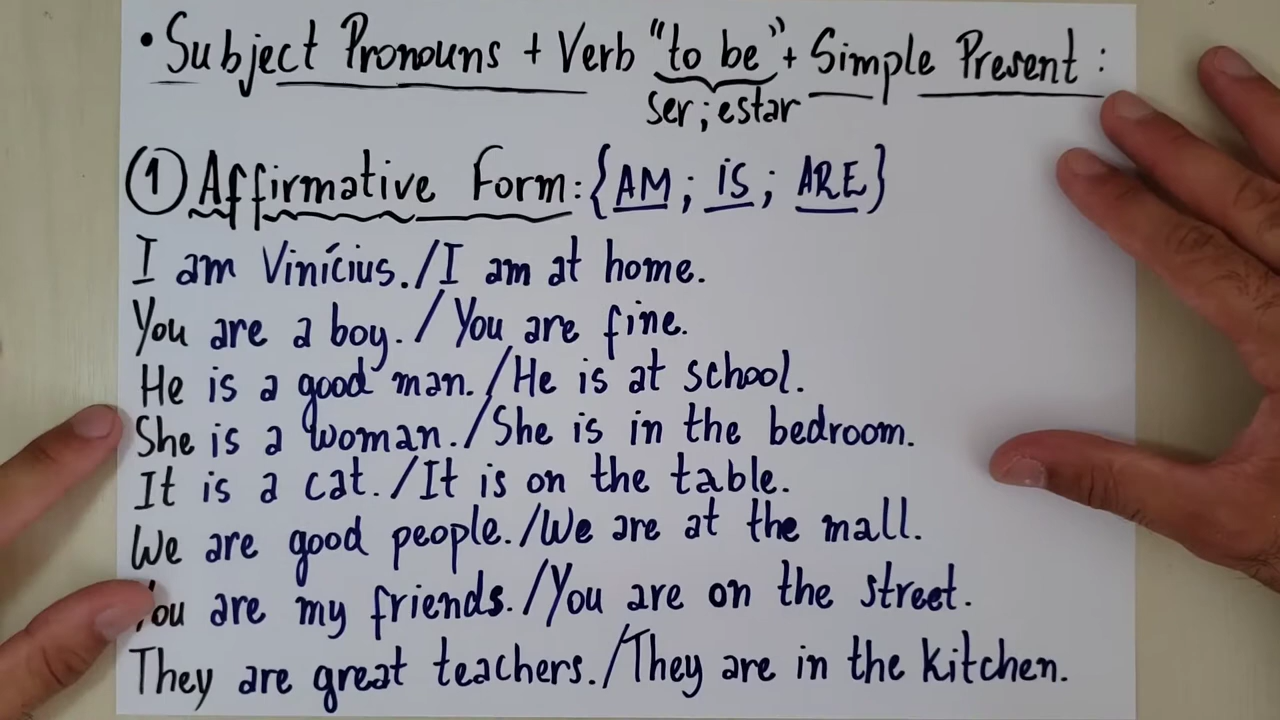 • Subject Pronouns + Verb "to be" + Simple Present :
ser; estar
① Affirmative Form: {AM; IS; ARE}
I am Vinícius. / I am at home.
You are a boy. / You are fine.
He is a good man. / He is at school.
She is a woman. / She is in the bedroom.
It is a cat. / It is on the table.
We are good people. / We are at the mall.
You are my friends. / You are on the street.
They are great teachers. / They are in the kitchen.